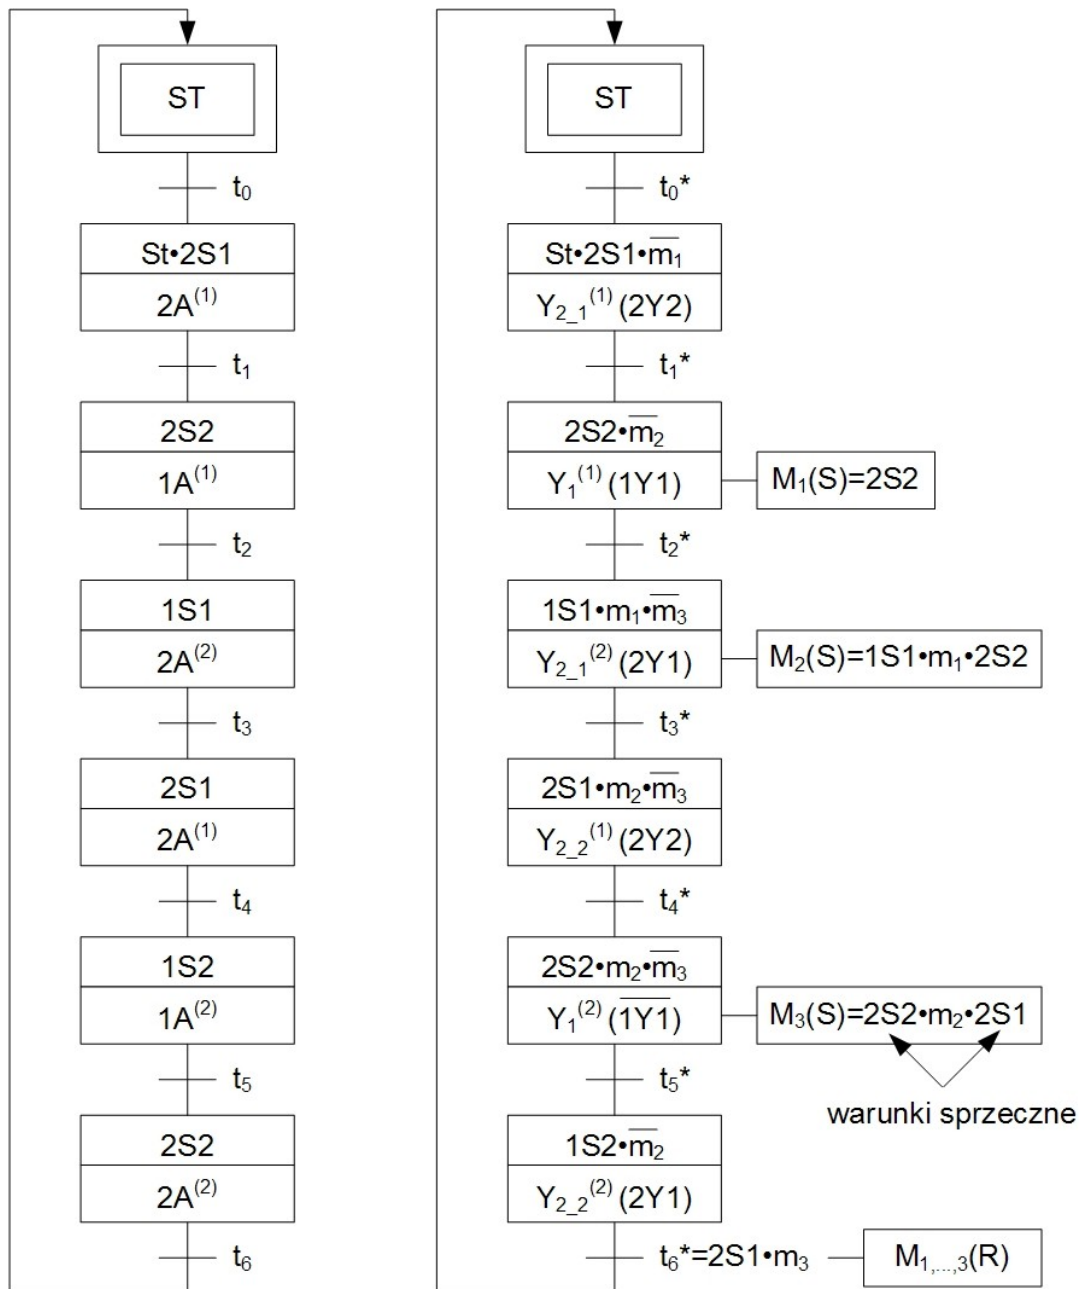 ST
t₀
St•2S1
2A⁽¹⁾
t₁
2S2
1A⁽¹⁾
t₂
1S1
2A⁽²⁾
t₃
2S1
2A⁽¹⁾
t₄
1S2
1A⁽²⁾
t₅
2S2
2A⁽²⁾
t₆
ST
t₀*
St•2S1•m̅₁
Y₂_₁⁽¹⁾(2Y2)
t₁*
2S2•m̅₂
Y₁⁽¹⁾(1Y1)
M₁(S)=2S2
t₂*
1S1•m₁•m̅₃
Y₂_₁⁽²⁾(2Y1)
M₂(S)=1S1•m₁•2S2
t₃*
2S1•m₂•m̅₃
Y₂_₂⁽¹⁾(2Y2)
t₄*
2S2•m₂•m̅₃
Y₁⁽²⁾(1̅Y̅1̅)
M₃(S)=2S2•m₂•2S1
warunki sprzeczne
t₅*
1S2•m̅₂
Y₂_₂⁽²⁾(2Y1)
t₆*=2S1•m₃
M₁,...,₃(R)